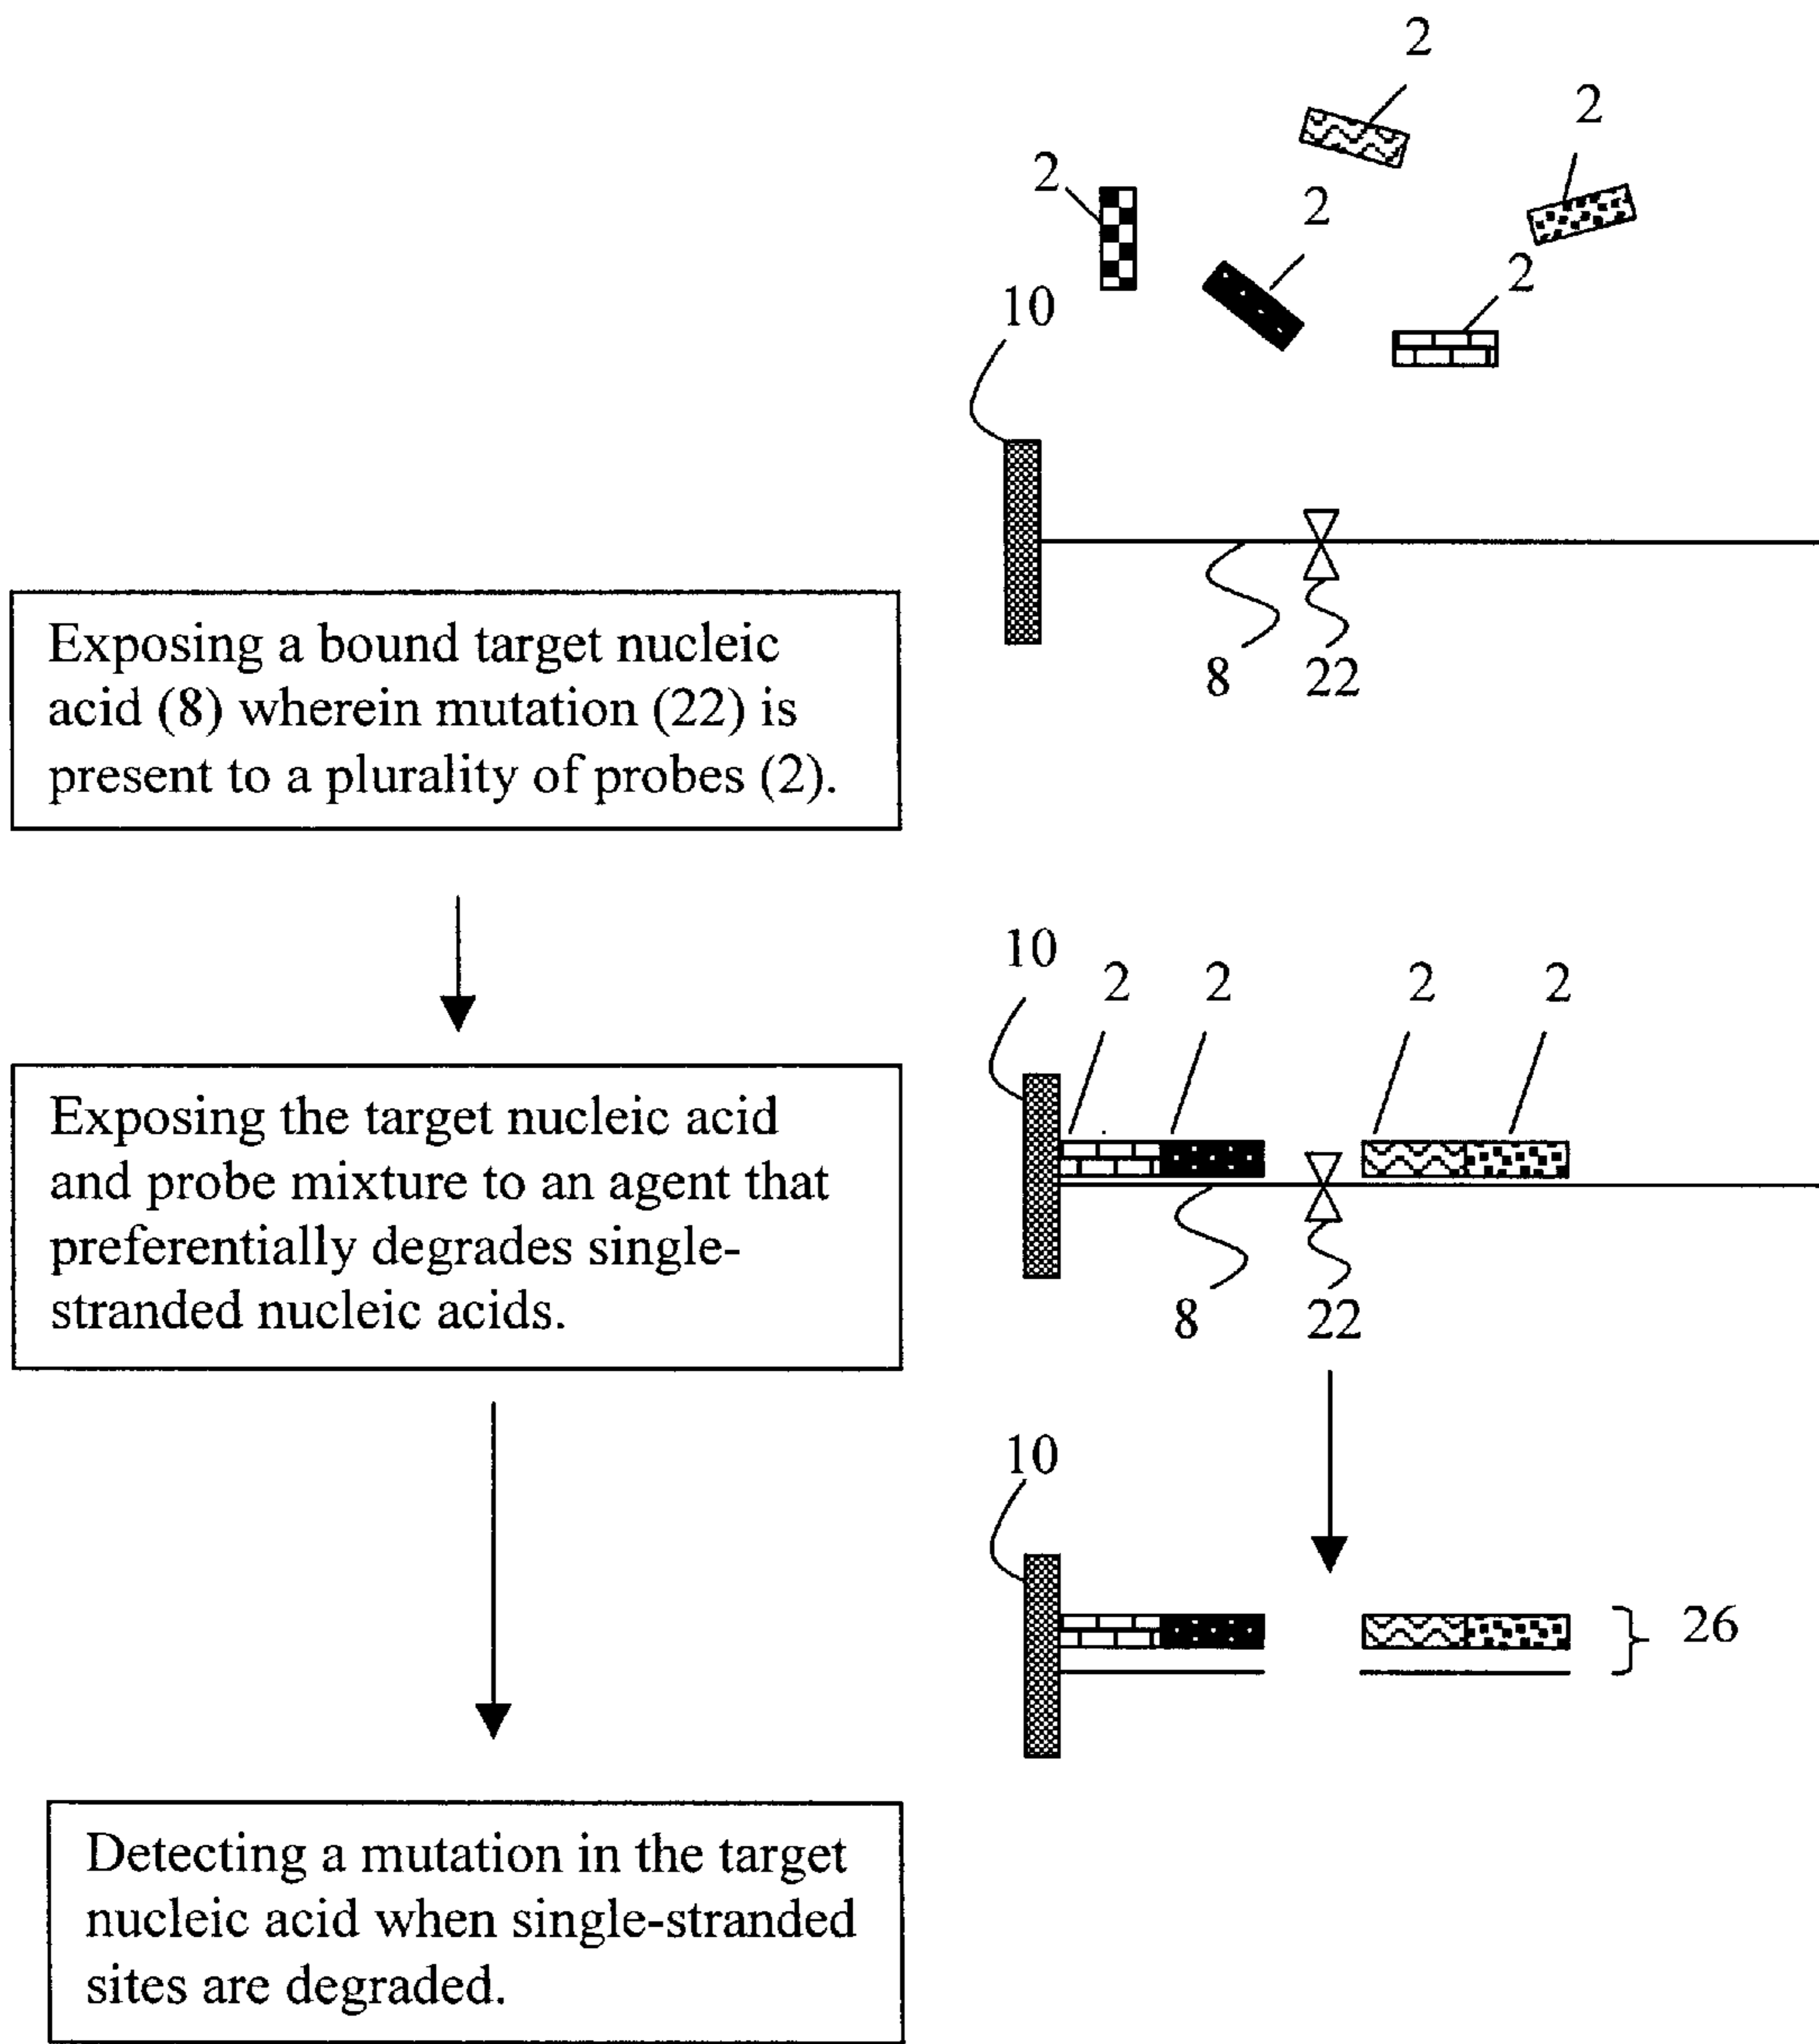 2
2
2
2
10
2
8
22
Exposing a bound target nucleic
acid (8) wherein mutation (22) is
present to a plurality of probes (2).
10
2
2
2
2
Exposing the target nucleic acid
and probe mixture to an agent that
preferentially degrades single-
stranded nucleic acids.
8
22
10
26
Detecting a mutation in the target
nucleic acid when single-stranded
sites are degraded.